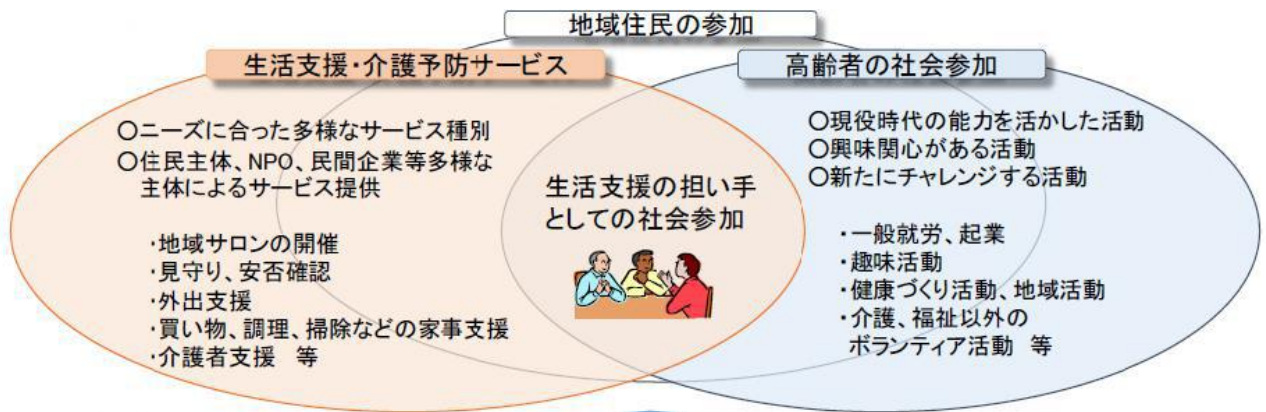 地域住民の参加
生活支援・介護予防サービス
○ニーズに合った多様なサービス種別
○住民主体、NPO、民間企業等多様な
主体によるサービス提供
・地域サロンの開催
・見守り、安否確認
・外出支援
・買い物、調理、掃除などの家事支援
・介護者支援　等
生活支援の担い手
としての社会参加
高齢者の社会参加
○現役時代の能力を活かした活動
○興味関心がある活動
○新たにチャレンジする活動
・一般就労、起業
・趣味活動
・健康づくり活動、地域活動
・介護、福祉以外の
ボランティア活動　等